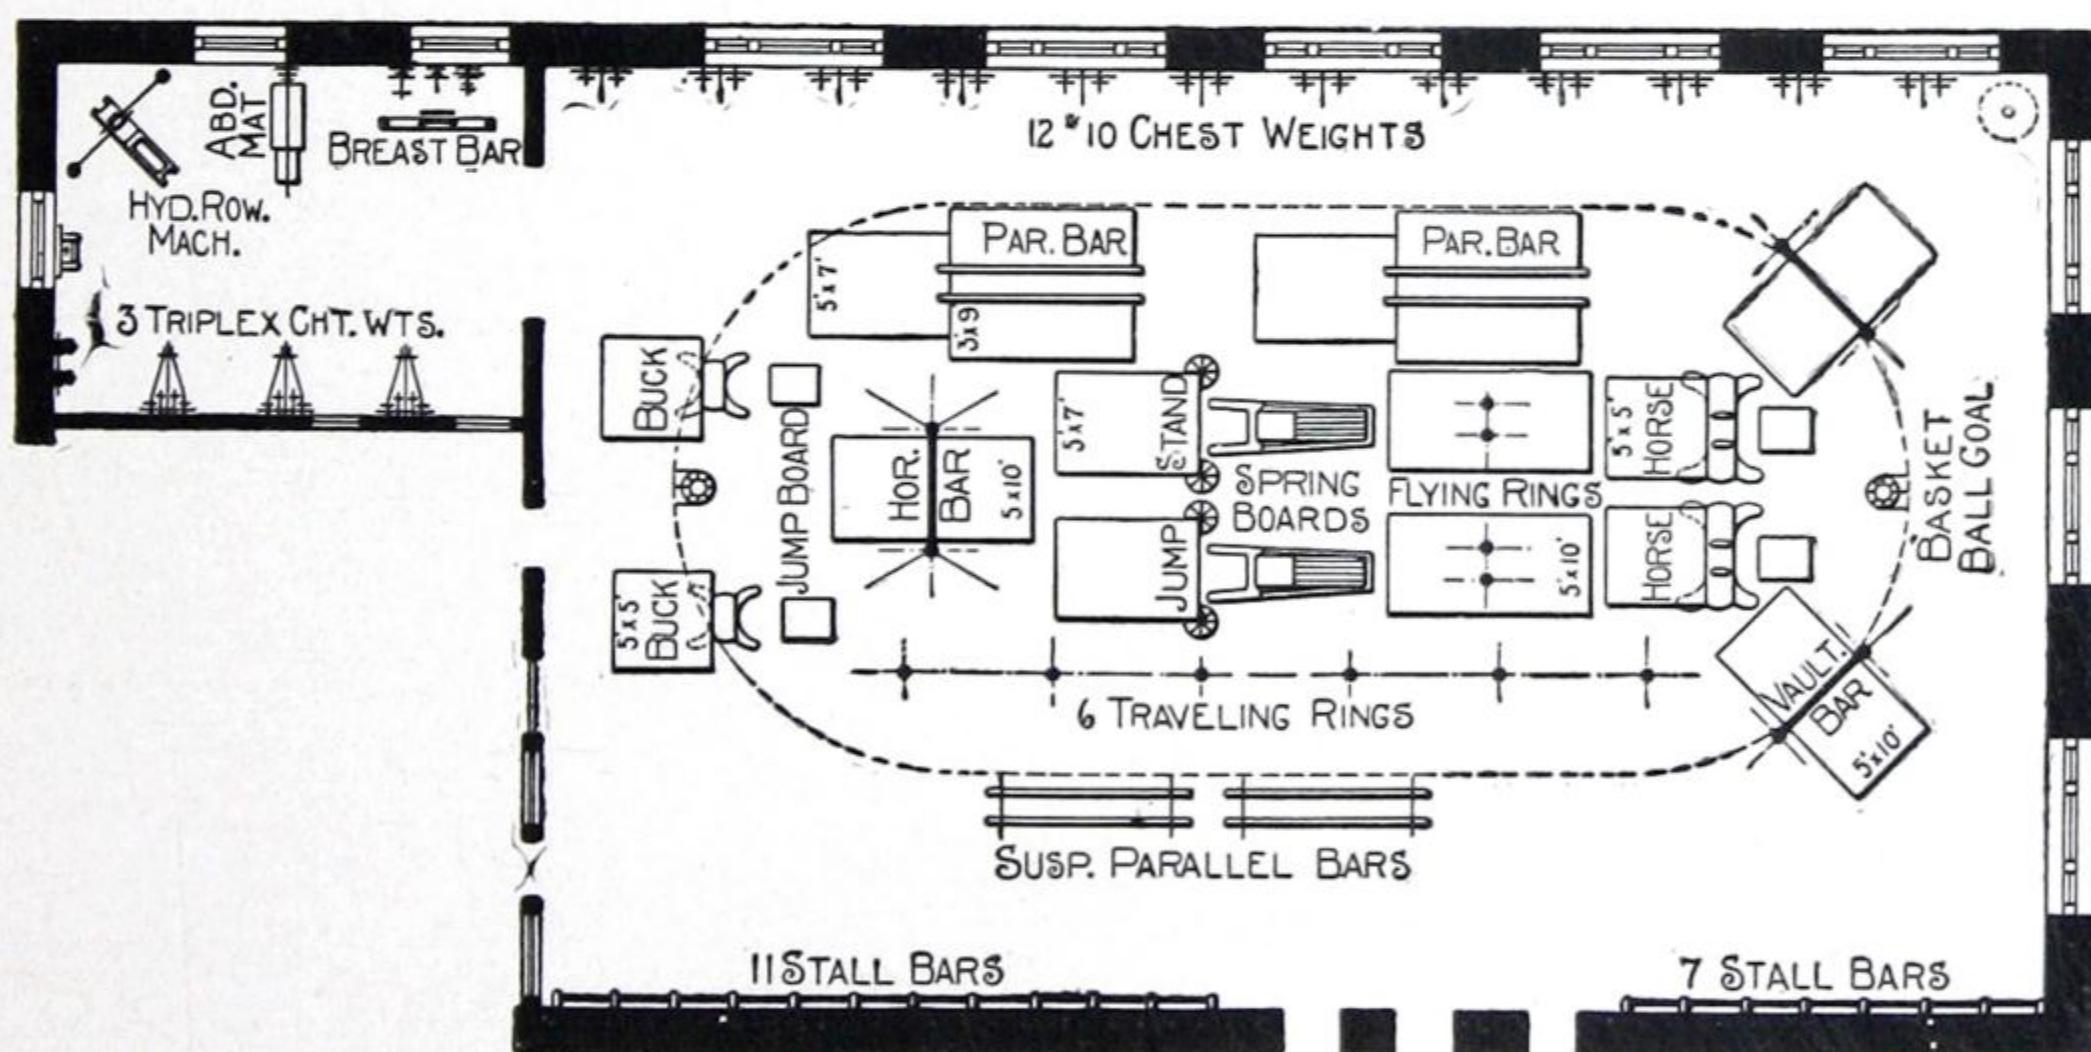 ABD.
MAT
BREAST BAR
HYD. ROW.
MACH.
3 TRIPLEX CHT. WTS.
12 # 10 CHEST WEIGHTS
PAR. BAR
5'x7'
3'x9
PAR. BAR
BUCK
JUMP BOARD
HOR.
BAR
5'x10'
5'x7'
STAND
JUMP
SPRING
BOARDS
FLYING RINGS
5'x10'
5'x5'
HORSE
HORSE
BASKET
BALL GOAL
5'x5'
BUCK
VAULT.
BAR
5'x10'
6 TRAVELING RINGS
SUSP. PARALLEL BARS
11 STALL BARS
7 STALL BARS